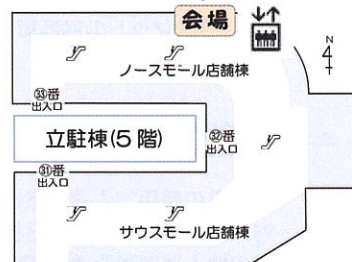 会場
N
4
ノースモール店舗棟
㉝番
出入口
立駐棟(5階)
㉜番
出入口
㉛番
出入口
サウスモール店舗棟